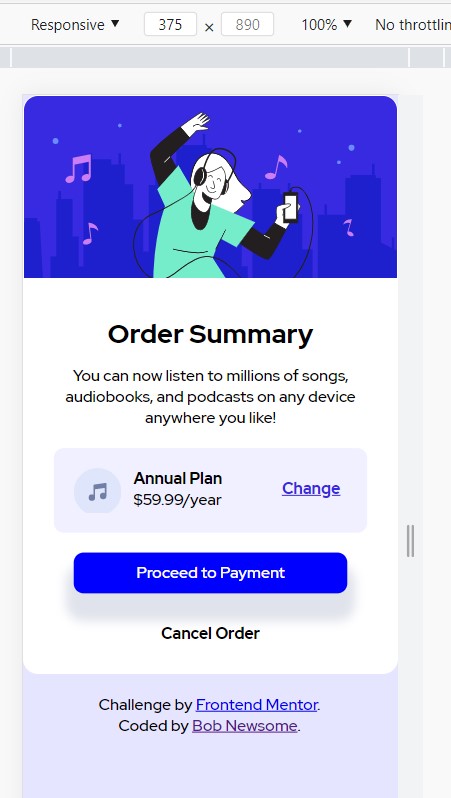 Responsive ▼ 375 × 890 100% ▼ No throttlin
Order Summary
You can now listen to millions of songs,
audiobooks, and podcasts on any device
anywhere you like!
Annual Plan
$59.99/year
Change
Proceed to Payment
Cancel Order
Challenge by Frontend Mentor.
Coded by Bob Newsome.